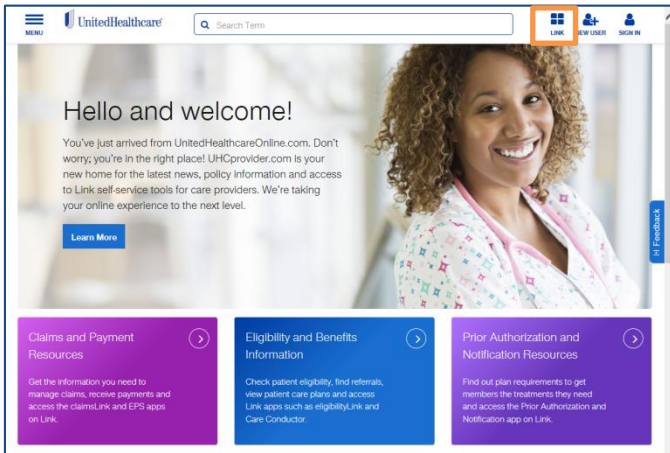 MENU
UnitedHealthcare
Search Term
LINK
NEW USER
SIGN IN
Hello and welcome!
You've just arrived from UnitedHealthcareOnline.com. Don't
worry; you're in the right place! UHCprovider.com is your
new home for the latest news, policy information and access
to Link self-service tools for care providers. We're taking
your online experience to the next level.
Learn More
Feedback
Claims and Payment
Resources
Get the information you need to
manage claims, receive payments and
access the claimsLink and EPS apps
on Link.
Eligibility and Benefits
Information
Check patient eligibility, find referrals,
view patient care plans and access
Link apps such as eligibilityLink and
Care Conductor.
Prior Authorization and
Notification Resources
Find out plan requirements to get
members the treatments they need
and access the Prior Authorization and
Notification app on Link.